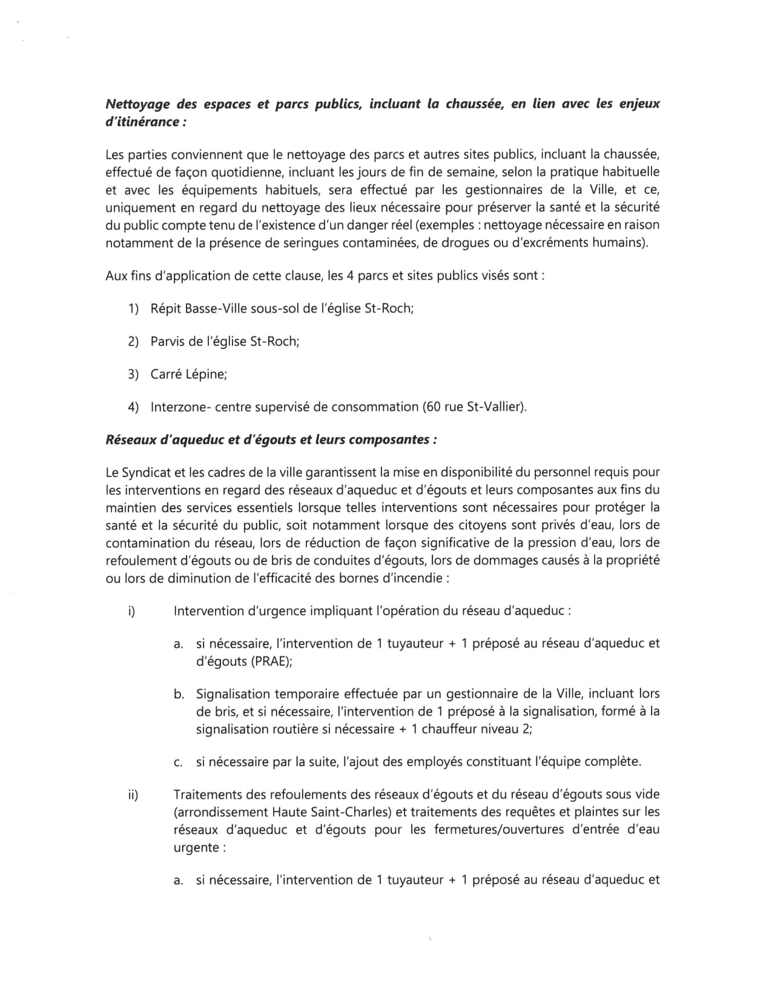 Nettoyage des espaces et parcs publics, incluant la chaussée, en lien avec les enjeux
d'itinérance :
Les parties conviennent que le nettoyage des parcs et autres sites publics, incluant la chaussée,
effectué de façon quotidienne, incluant les jours de fin de semaine, selon la pratique habituelle
et avec les équipements habituels, sera effectué par les gestionnaires de la Ville, et ce,
uniquement en regard du nettoyage des lieux nécessaire pour préserver la santé et la sécurité
du public compte tenu de l'existence d'un danger réel (exemples : nettoyage nécessaire en raison
notamment de la présence de seringues contaminées, de drogues ou d'excréments humains).
Aux fins d'application de cette clause, les 4 parcs et sites publics visés sont :
1) Répit Basse-Ville sous-sol de l'église St-Roch;
2) Parvis de l'église St-Roch;
3) Carré Lépine;
4) Interzone- centre supervisé de consommation (60 rue St-Vallier).
Réseaux d'aqueduc et d'égouts et leurs composantes :
Le Syndicat et les cadres de la ville garantissent la mise en disponibilité du personnel requis pour
les interventions en regard des réseaux d'aqueduc et d'égouts et leurs composantes aux fins du
maintien des services essentiels lorsque telles interventions sont nécessaires pour protéger la
santé et la sécurité du public, soit notamment lorsque des citoyens sont privés d'eau, lors de
contamination du réseau, lors de réduction de façon significative de la pression d'eau, lors de
refoulement d'égouts ou de bris de conduites d'égouts, lors de dommages causés à la propriété
ou lors de diminution de l'efficacité des bornes d'incendie :
i) Intervention d'urgence impliquant l'opération du réseau d'aqueduc :
a. si nécessaire, l'intervention de 1 tuyauteur + 1 préposé au réseau d'aqueduc et
d'égouts (PRAE);
b. Signalisation temporaire effectuée par un gestionnaire de la Ville, incluant lors
de bris, et si nécessaire, l'intervention de 1 préposé à la signalisation, formé à la
signalisation routière si nécessaire + 1 chauffeur niveau 2;
c. si nécessaire par la suite, l'ajout des employés constituant l'équipe complète.
ii) Traitements des refoulements des réseaux d'égouts et du réseau d'égouts sous vide
(arrondissement Haute Saint-Charles) et traitements des requêtes et plaintes sur les
réseaux d'aqueduc et d'égouts pour les fermetures/ouvertures d'entrée d'eau
urgente :
a. si nécessaire, l'intervention de 1 tuyauteur + 1 préposé au réseau d'aqueduc et